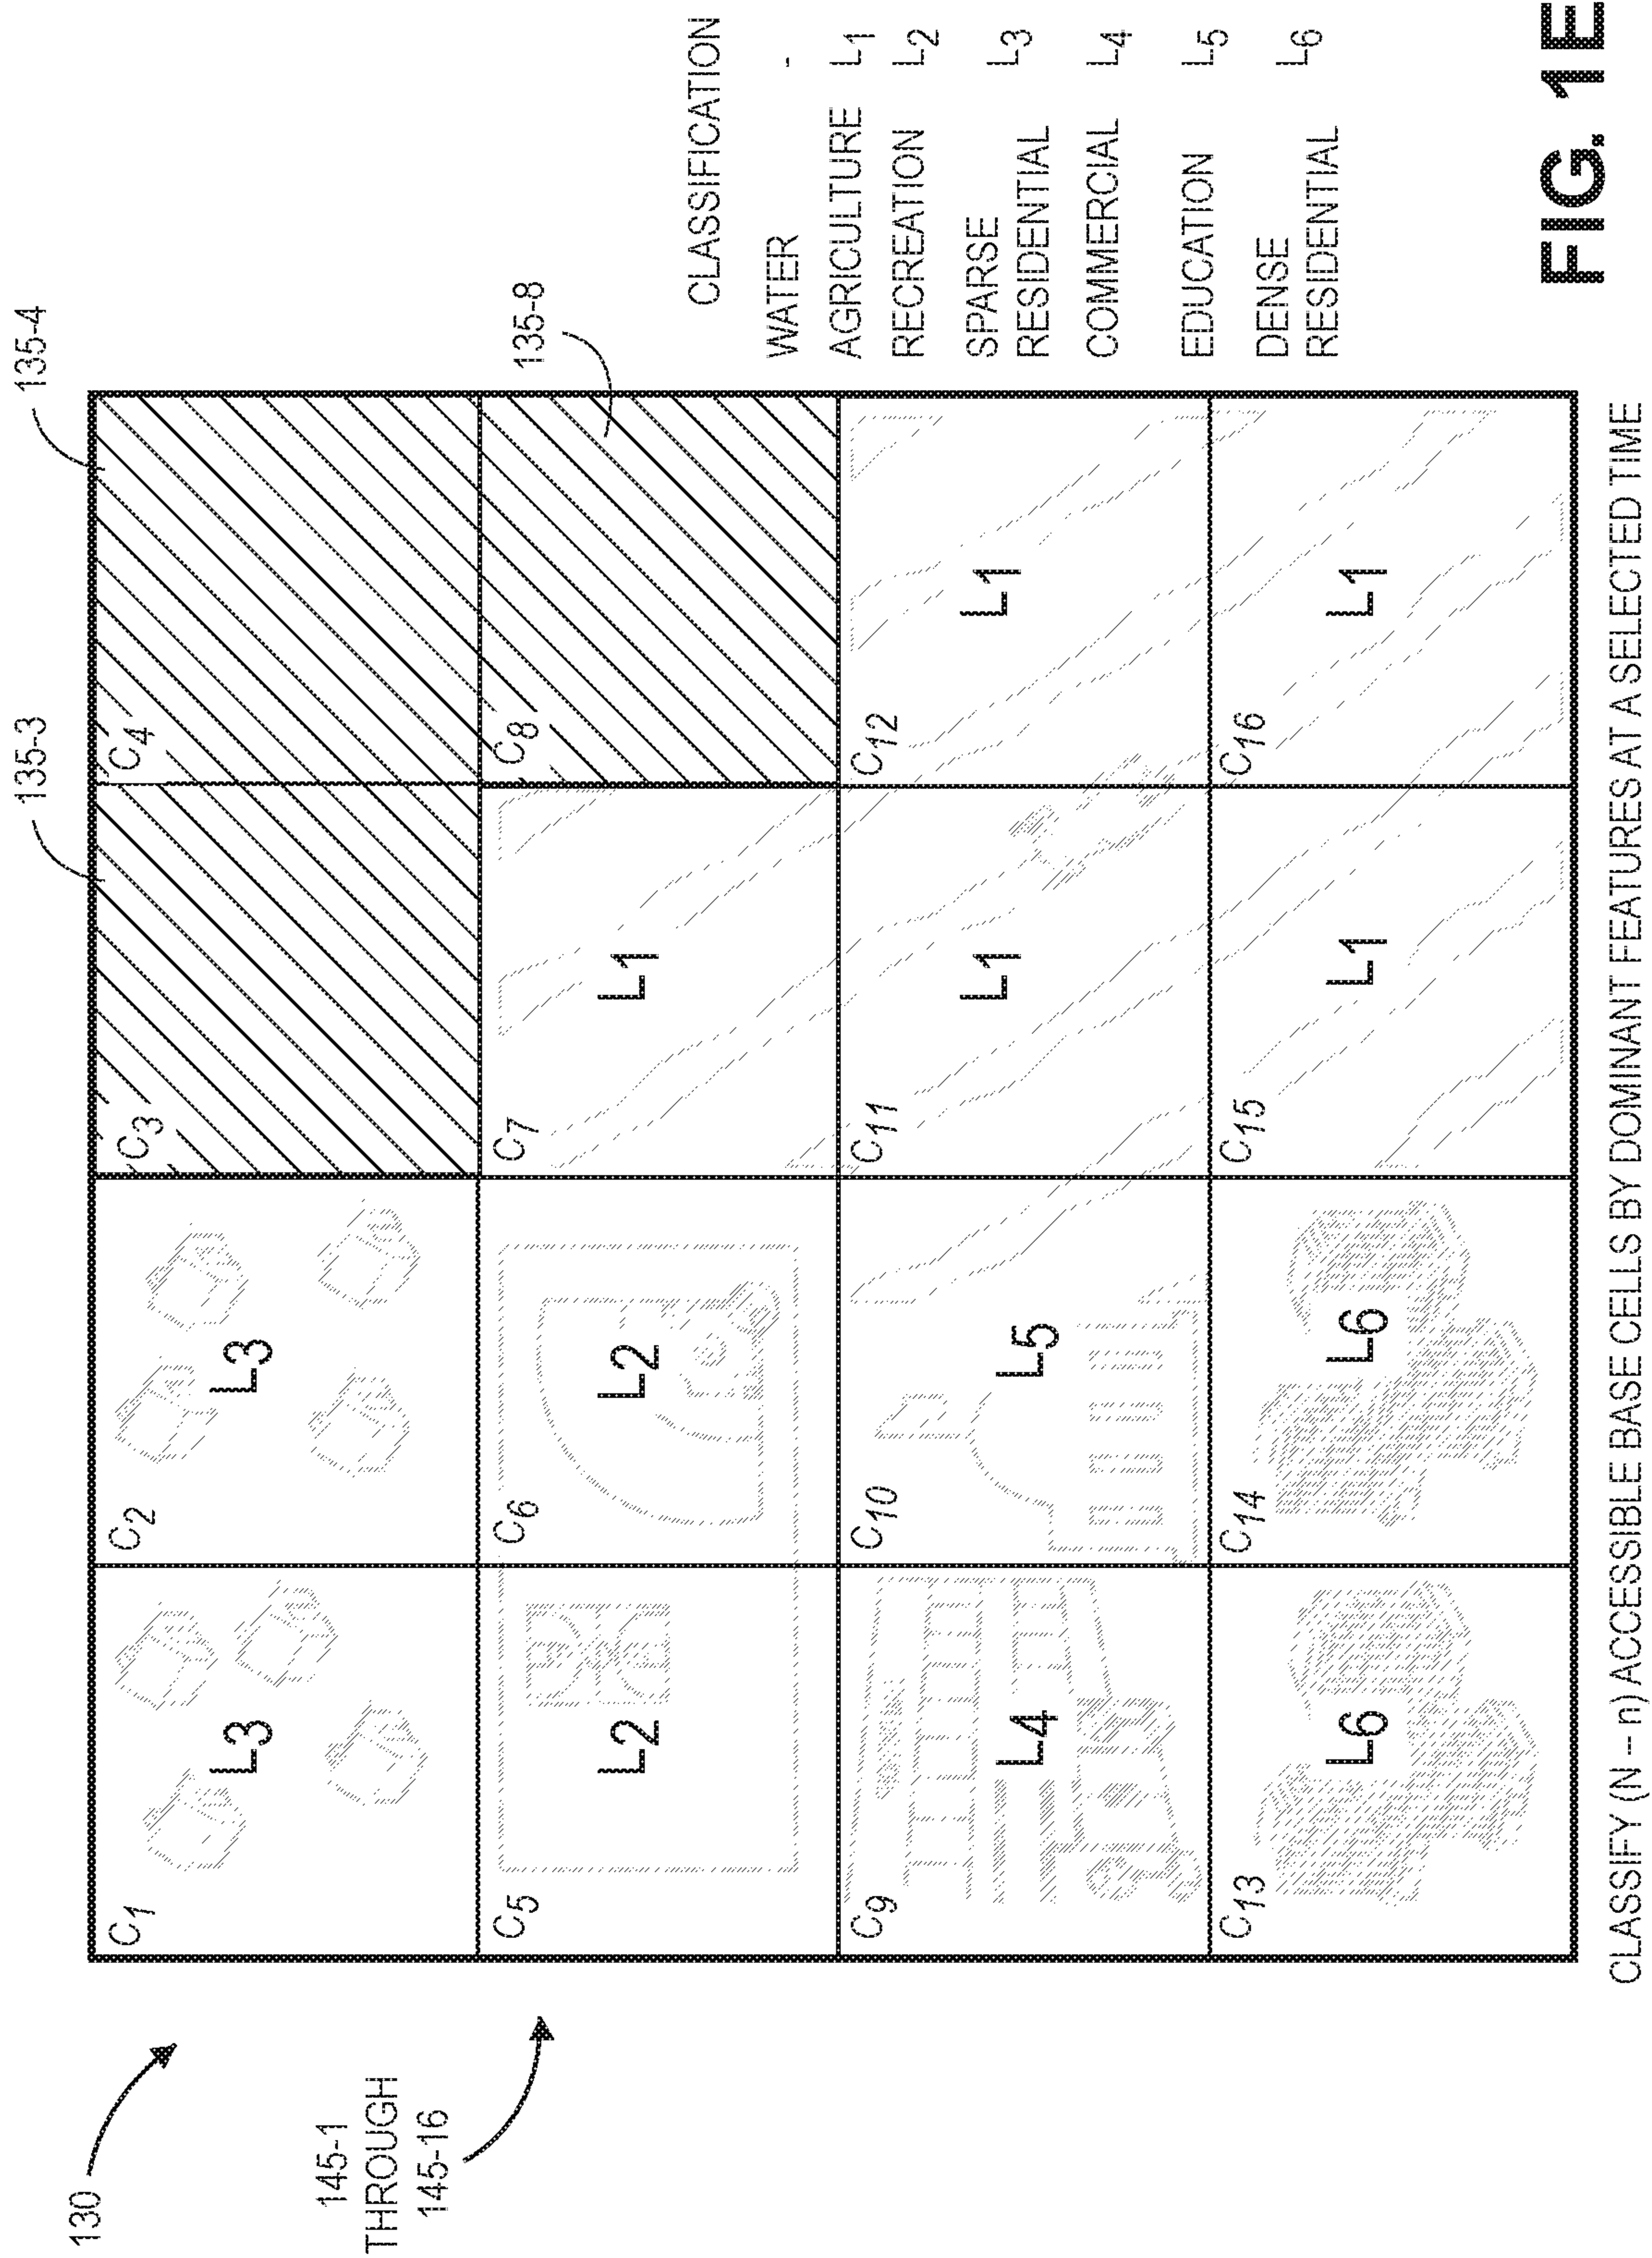 135-3
135-4
130
145-1
THROUGH
145-16
C1
L3
C2
L3
C3
C4
C5
L2
C6
L2
C7
L1
C8
135-8
C9
L4
C10
L5
C11
L1
C12
L1
C13
L6
C14
L6
C15
L1
C16
L1
CLASSIFICATION
WATER -
AGRICULTURE L1
RECREATION L2
SPARSE
RESIDENTIAL L3
COMMERCIAL L4
EDUCATION L5
DENSE
RESIDENTIAL L6
CLASSIFY (N -- n) ACCESSIBLE BASE CELLS BY DOMINANT FEATURES AT A SELECTED TIME
FIG. 1E